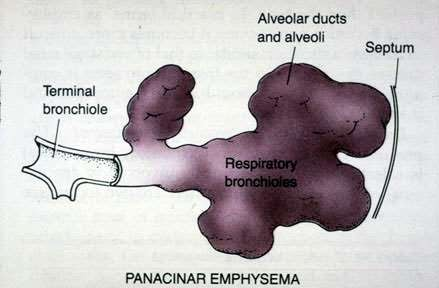 Alveolar ducts
and alveoli
Septum
Terminal
bronchiole
Respiratory
bronchioles
PANACINAR EMPHYSEMA